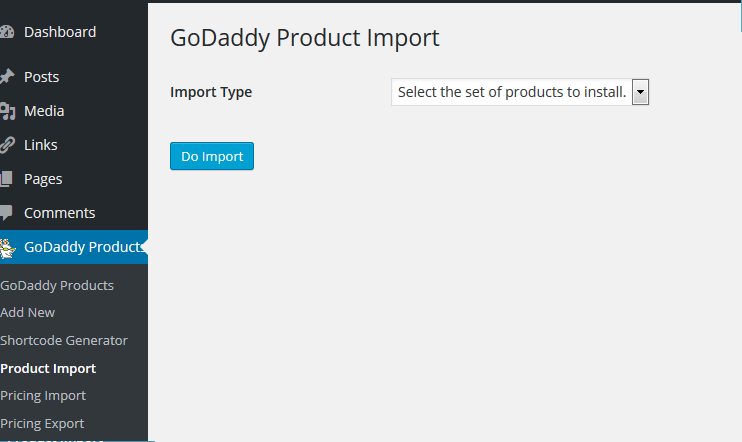 Dashboard
Posts
Media
Links
Pages
Comments
GoDaddy Products
GoDaddy Products
Add New
Shortcode Generator
Product Import
Pricing Import
Pricing Export
GoDaddy Product Import
Import Type
Select the set of products to install.
Do Import